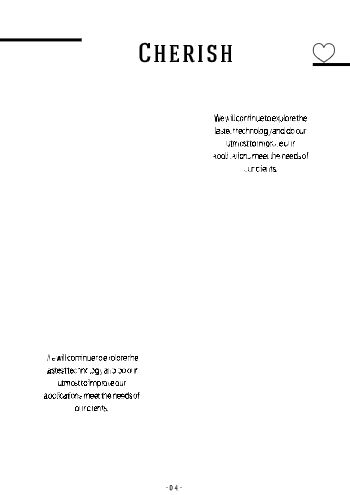 CHERISH
We will continue to explore the
lastest technology and do our
utmost to improve our
applications meet the needs of
our clients.
We will continue to explore the
lastest technology and do our
utmost to improve our
applications meet the needs of
our clients.
-04-